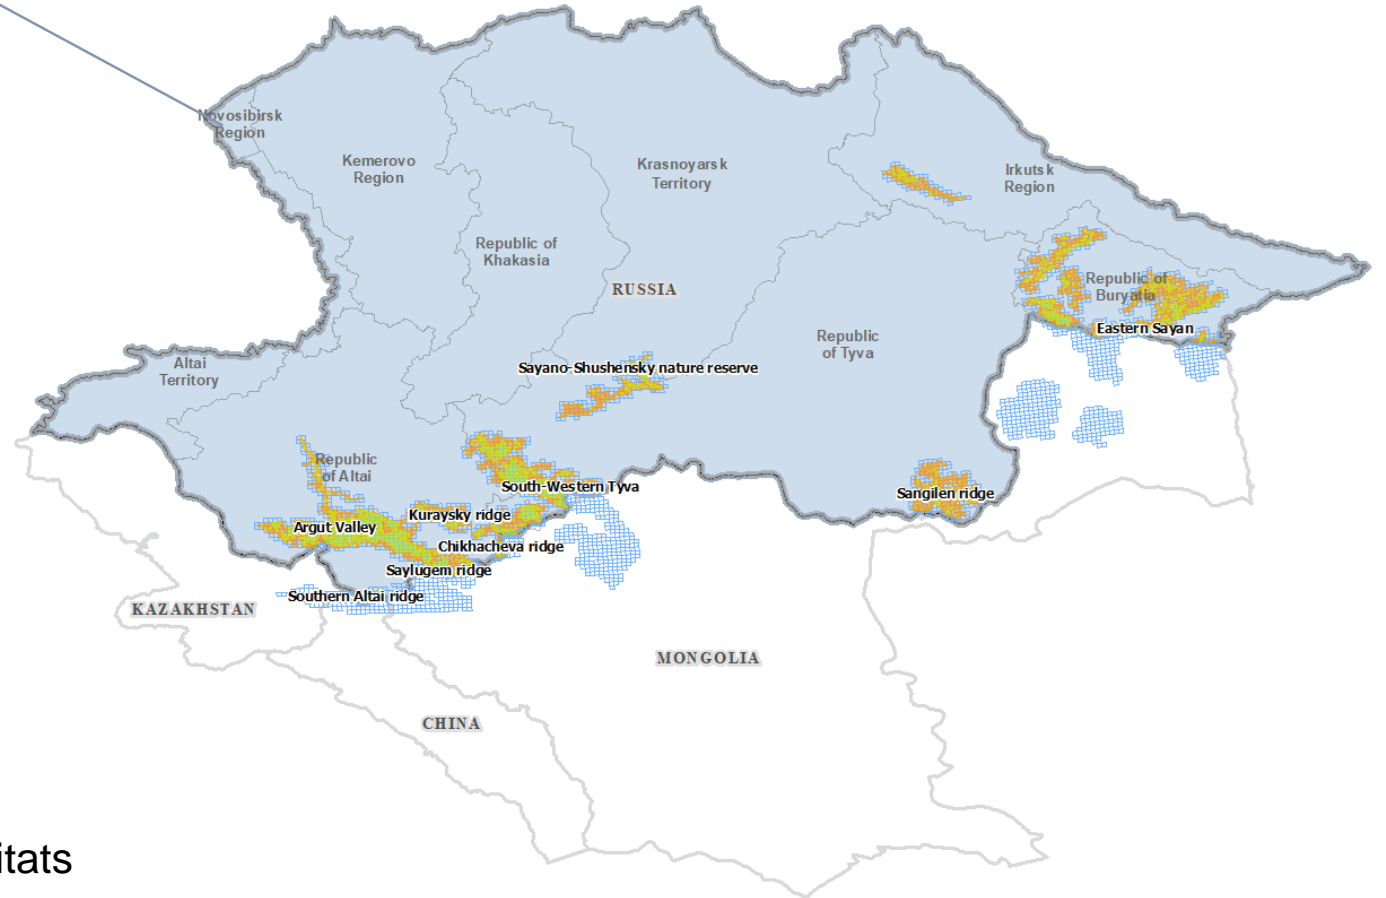 Novosibirsk
Region
Kemerovo
Region
Krasnoyarsk
Territory
Irkutsk
Region
Republic of
Khakasia
RUSSIA
Republic of
Buryatia
Eastern Sayan
Republic
of Tyva
Altai
Territory
Sayano-Shushensky nature reserve
Republic
of Altai
South-Western Tyva
Sangilen ridge
Kuraysky ridge
Argut Valley
Chikhacheva ridge
Saylugem ridge
Southern Altai ridge
KAZAKHSTAN
MONGOLIA
CHINA
itats